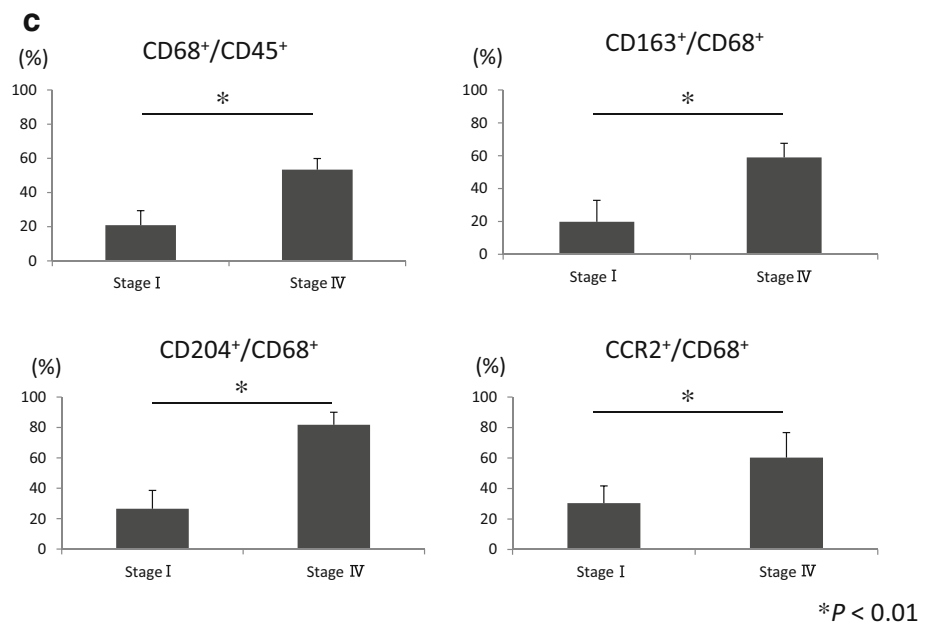 c
(%)
CD68⁺/CD45⁺
*
100
80
60
40
20
0
Stage Ⅰ
Stage Ⅳ
(%)
CD163⁺/CD68⁺
*
100
80
60
40
20
0
Stage Ⅰ
Stage Ⅳ
(%)
CD204⁺/CD68⁺
*
100
80
60
40
20
0
Stage Ⅰ
Stage Ⅳ
(%)
CCR2⁺/CD68⁺
*
100
80
60
40
20
0
Stage Ⅰ
Stage Ⅳ
*P < 0.01